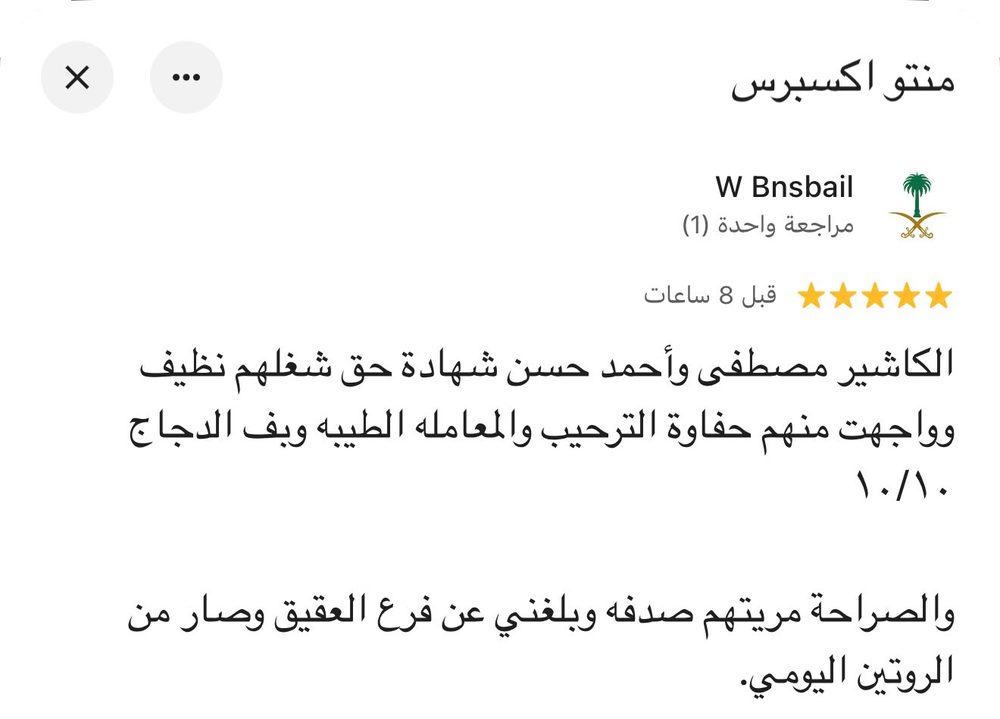 منتو اكسبرس
W Bnsbail
مراجعة واحدة (1)
قبل 8 ساعات
الكاشير مصطفى وأحمد حسن شهادة حق شغلهم نظيف
وواجهت منهم حفاوة الترحيب والمعامله الطيبه وبف الدجاج
١٠/١٠
والصراحة مريتهم صدفه وبلغني عن فرع العقيق وصار من
الروتين اليومي.